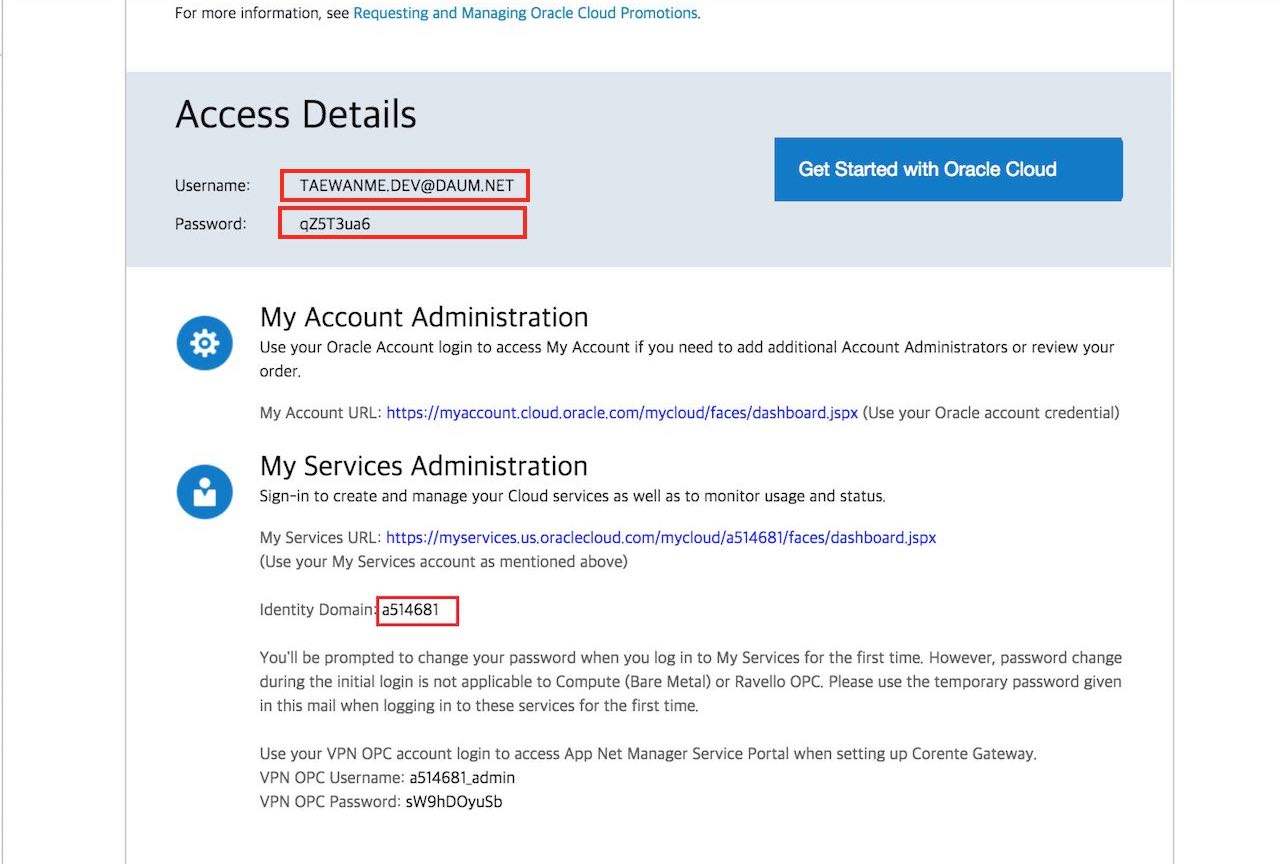 For more information, see Requesting and Managing Oracle Cloud Promotions.
Access Details
Get Started with Oracle Cloud
Username: TAEWANME.DEV@DAUM.NET
Password: qZ5T3ua6
My Account Administration
Use your Oracle Account login to access My Account if you need to add additional Account Administrators or review your
order.
My Account URL: https://myaccount.cloud.oracle.com/mycloud/faces/dashboard.jspx (Use your Oracle account credential)
My Services Administration
Sign-in to create and manage your Cloud services as well as to monitor usage and status.
My Services URL: https://myservices.us.oraclecloud.com/mycloud/a514681/faces/dashboard.jspx
(Use your My Services account as mentioned above)
Identity Domain: a514681
You'll be prompted to change your password when you log in to My Services for the first time. However, password change
during the initial login is not applicable to Compute (Bare Metal) or Ravello OPC. Please use the temporary password given
in this mail when logging in to these services for the first time.
Use your VPN OPC account login to access App Net Manager Service Portal when setting up Corente Gateway.
VPN OPC Username: a514681_admin
VPN OPC Password: sW9hDOyuSb